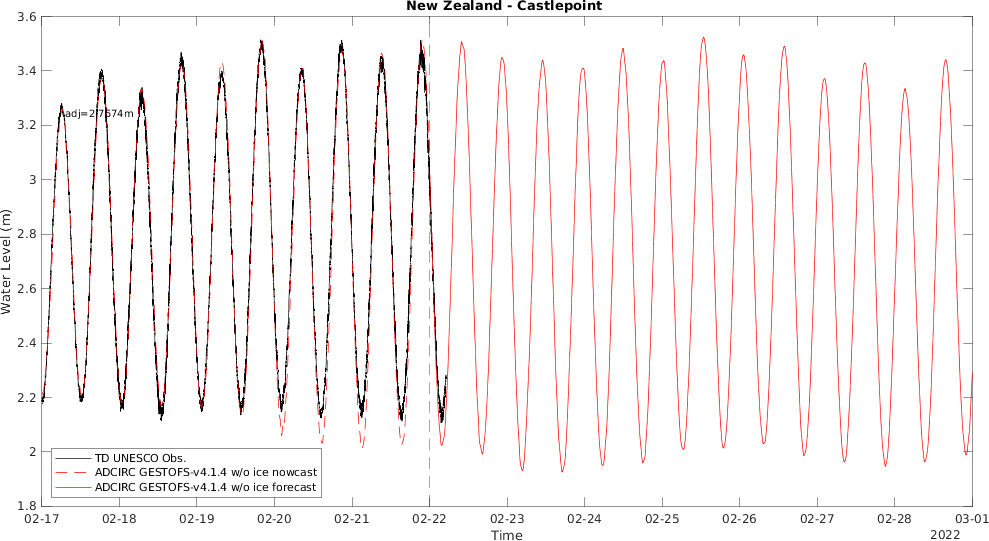 New Zealand - Castlepoint
3.6
3.4
3.2
3
2.8
2.6
2.4
2.2
2
1.8
Water Level (m)
adj=2.7674m
TD UNESCO Obs.
ADCIRC GESTOFS-v4.1.4 w/o ice nowcast
ADCIRC GESTOFS-v4.1.4 w/o ice forecast
02-17 02-18 02-19 02-20 02-21 02-22 02-23 02-24 02-25 02-26 02-27 02-28 03-01
Time
2022